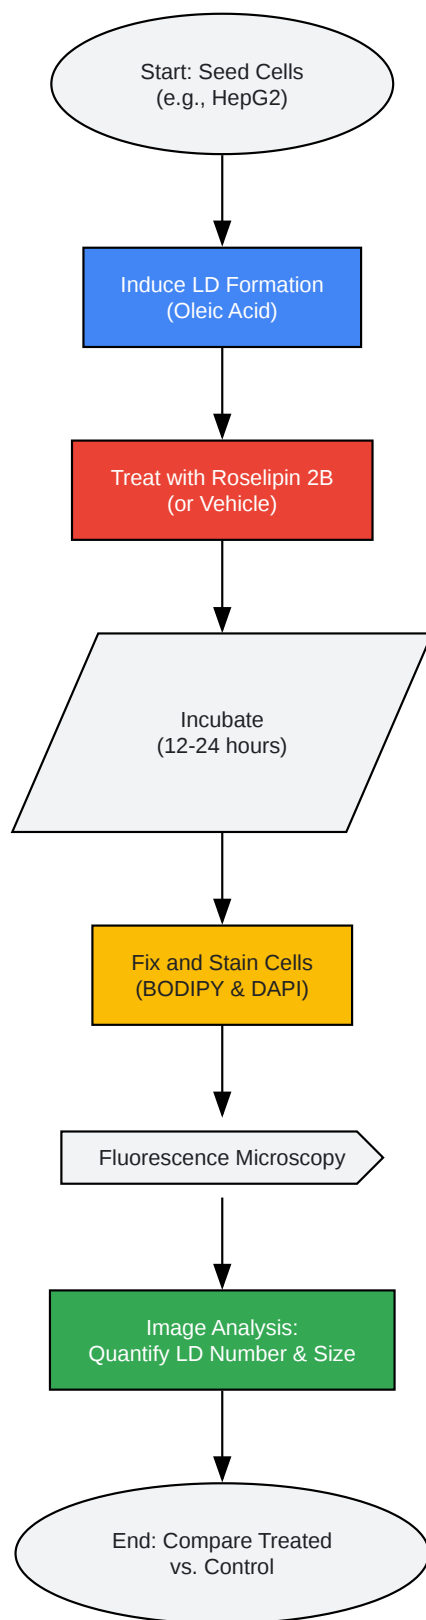 Start: Seed Cells
(e.g., HepG2)
Induce LD Formation
(Oleic Acid)
Treat with Roselipin 2B
(or Vehicle)
Incubate
(12-24 hours)
Fix and Stain Cells
(BODIPY & DAPI)
Fluorescence Microscopy
Image Analysis:
Quantify LD Number & Size
End: Compare Treated
vs. Control